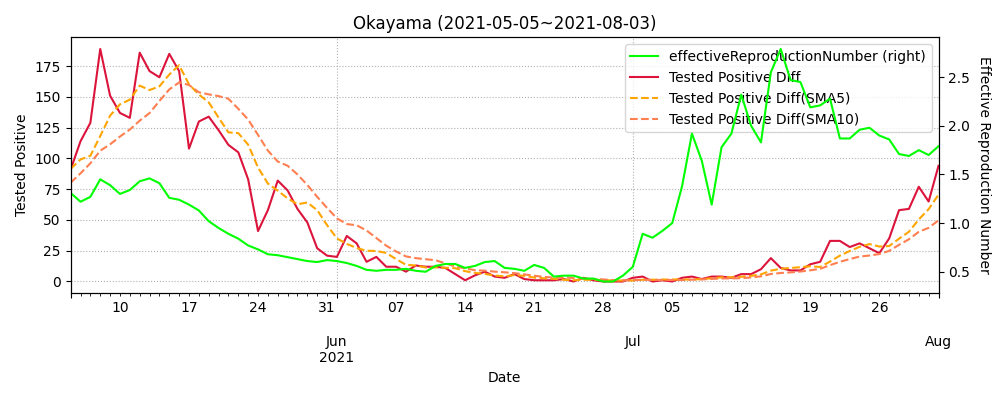 Okayama (2021-05-05~2021-08-03)
effectiveReproductionNumber (right)
Tested Positive Diff
Tested Positive Diff(SMA5)
Tested Positive Diff(SMA10)
Tested Positive
175
150
125
100
75
50
25
0
Effective Reproduction Number
2.5
2.0
1.5
1.0
0.5
10 17 24 31 07 14 21 28 05 12 19 26
Jun Jul Aug
2021
Date